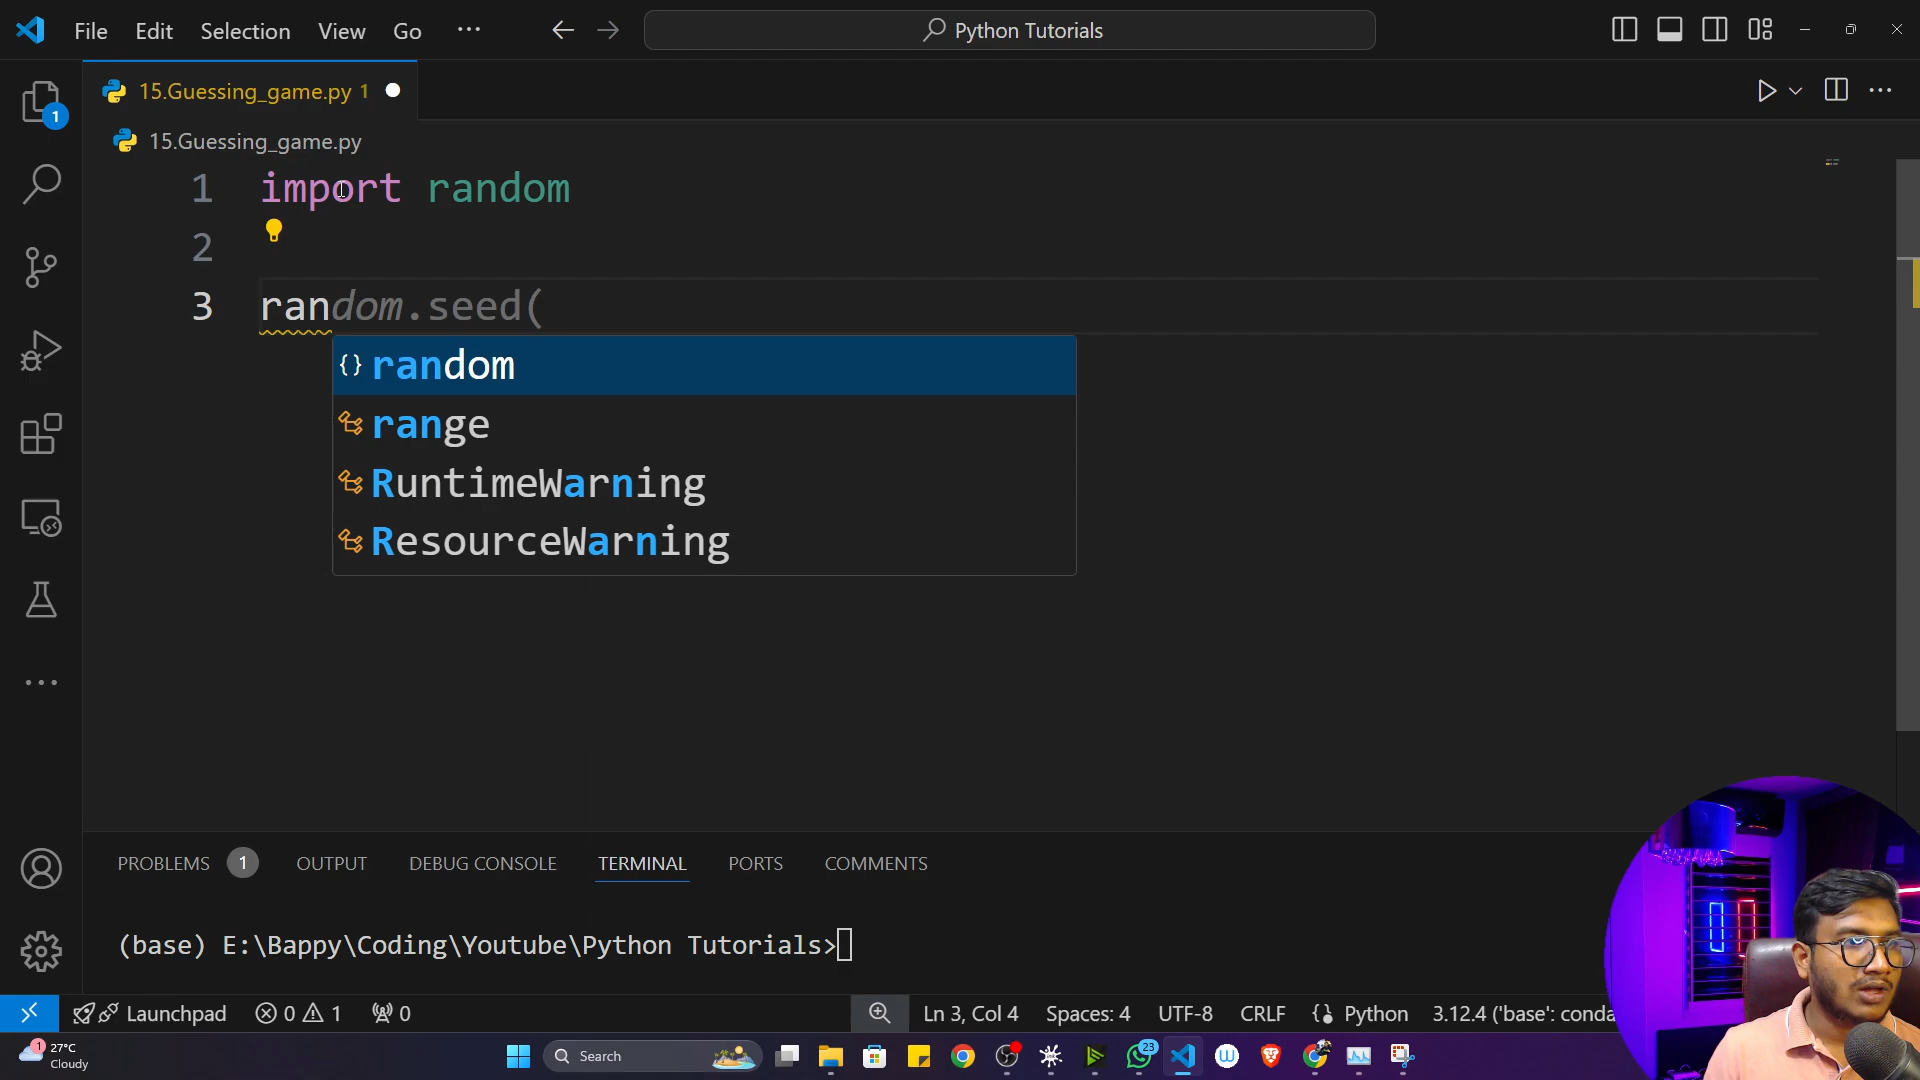 File Edit Selection View Go ··· Python Tutorials
15.Guessing_game.py 1
15.Guessing_game.py
1 import random
2
3 random.seed(
random
range
RuntimeWarning
ResourceWarning
PROBLEMS 1 OUTPUT DEBUG CONSOLE TERMINAL PORTS COMMENTS
(base) E:\Bappy\Coding\Youtube\Python Tutorials>
Launchpad 0 1 0 Ln 3, Col 4 Spaces: 4 UTF-8 CRLF {} Python 3.12.4 ('base': conda
1 27°C
Cloudy
Search
23
1